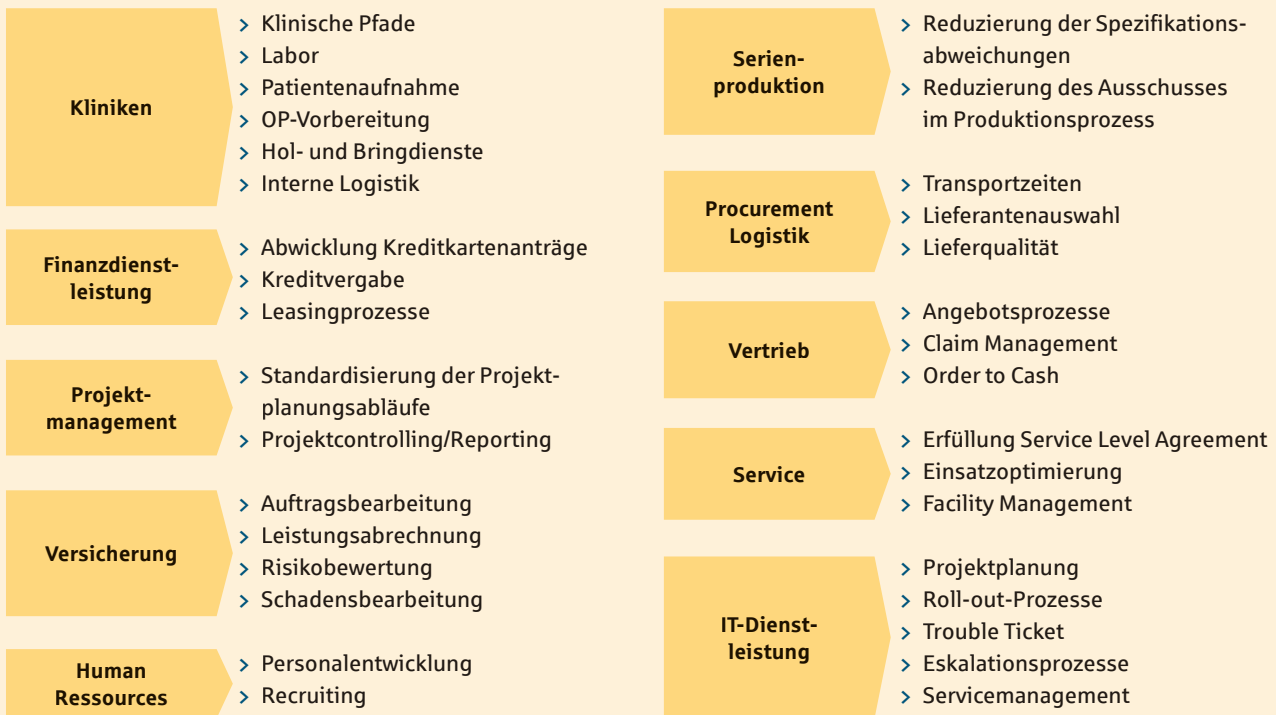 Kliniken
> Klinische Pfade
> Labor
> Patientenaufnahme
> OP-Vorbereitung
> Hol- und Bringdienste
> Interne Logistik
Finanzdienst-
leistung
> Abwicklung Kreditkartenanträge
> Kreditvergabe
> Leasingprozesse
Projekt-
management
> Standardisierung der Projekt-
planungsabläufe
> Projektcontrolling/Reporting
Versicherung
> Auftragsbearbeitung
> Leistungsabrechnung
> Risikobewertung
> Schadensbearbeitung
Human
Ressources
> Personalentwicklung
> Recruiting
Serien-
produktion
> Reduzierung der Spezifikations-
abweichungen
> Reduzierung des Ausschusses
im Produktionsprozess
Procurement
Logistik
> Transportzeiten
> Lieferantenauswahl
> Lieferqualität
Vertrieb
> Angebotsprozesse
> Claim Management
> Order to Cash
Service
> Erfüllung Service Level Agreement
> Einsatzoptimierung
> Facility Management
IT-Dienst-
leistung
> Projektplanung
> Roll-out-Prozesse
> Trouble Ticket
> Eskalationsprozesse
> Servicemanagement